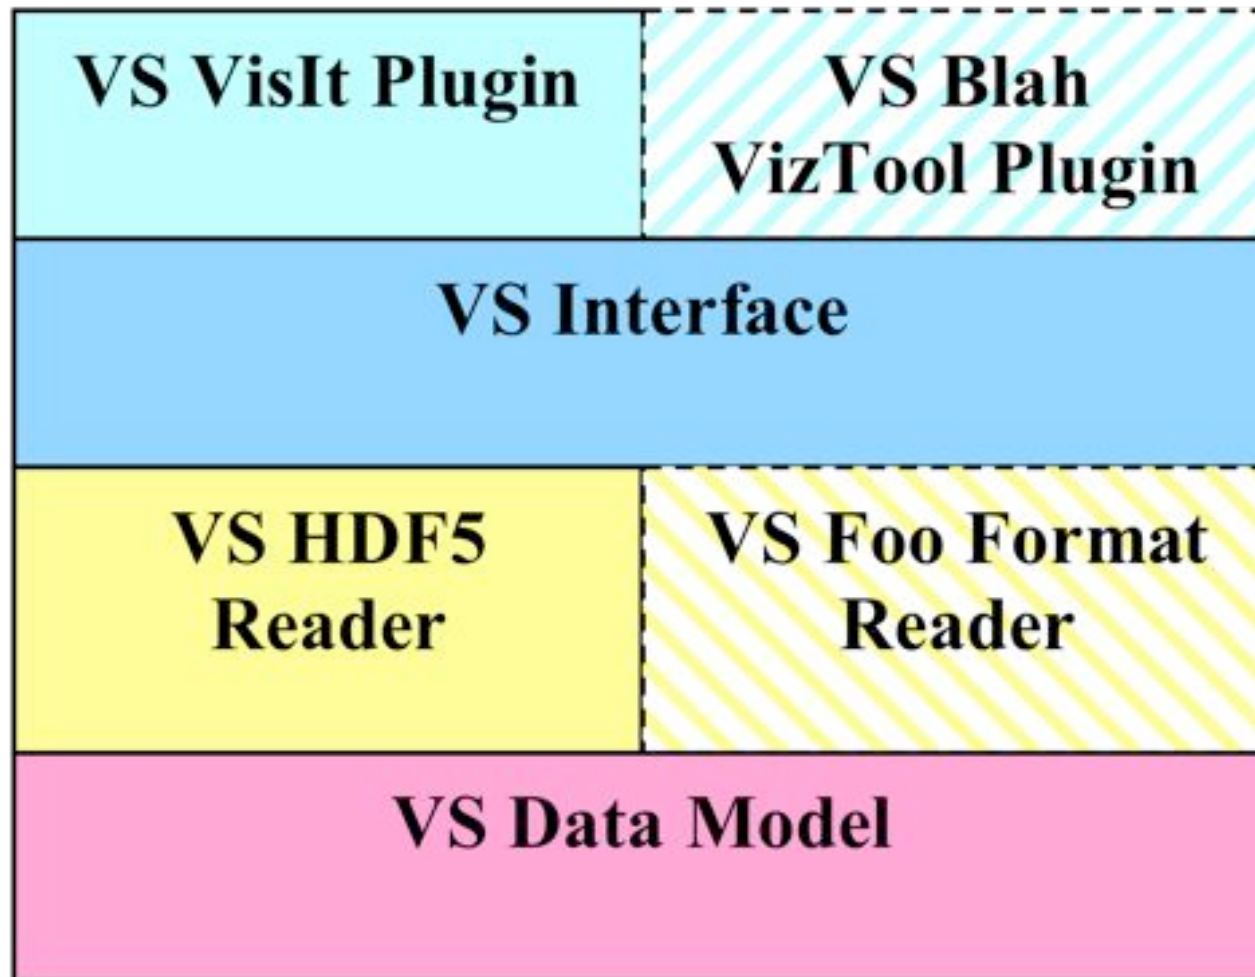 VS VisIt Plugin
VS Blah
VizTool Plugin
VS Interface
VS HDF5
Reader
VS Foo Format
Reader
VS Data Model